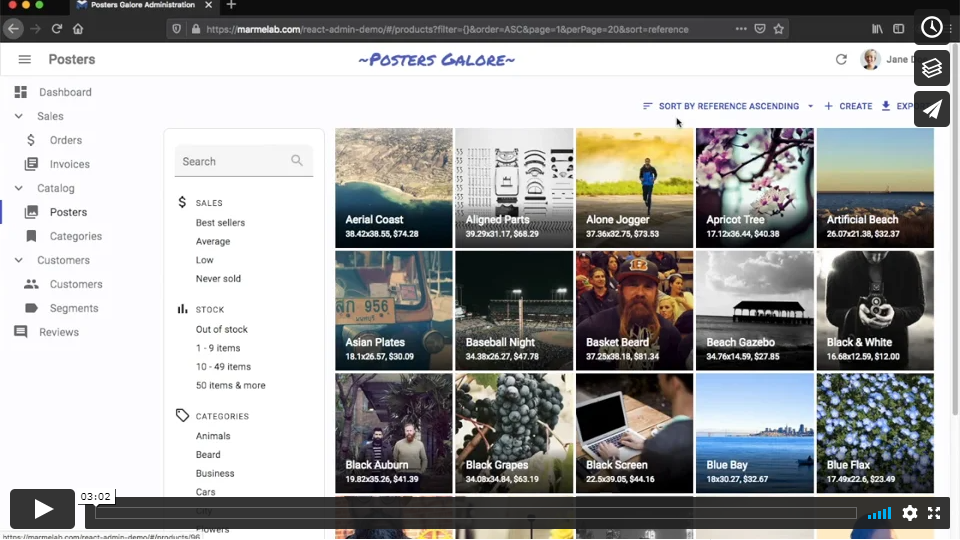 Posters Galore Administration
https://marmelab.com/react-admin-demo/#/products?filter={}&order=ASC&page=1&perPage=20&sort=reference
Posters
~Posters Galore~
Jane D
Dashboard
Sales
Orders
Invoices
Catalog
Posters
Categories
Customers
Customers
Segments
Reviews
SORT BY REFERENCE ASCENDING
CREATE
EXPO
Search
SALES
Best sellers
Average
Low
Never sold
STOCK
Out of stock
1 - 9 items
10 - 49 items
50 items & more
CATEGORIES
Animals
Beard
Business
Cars
Flowers
Aerial Coast
38.42x38.55, $74.28
Aligned Parts
39.29x31.17, $68.29
Alone Jogger
37.36x32.75, $73.53
Apricot Tree
17.12x36.44, $40.38
Artificial Beach
26.07x21.38, $32.37
Asian Plates
18.1x26.57, $30.09
Baseball Night
34.38x26.27, $47.78
Basket Beard
37.25x38.18, $81.34
Beach Gazebo
34.76x14.59, $27.85
Black & White
16.68x12.59, $12.00
Black Auburn
19.82x35.26, $41.39
Black Grapes
34.08x34.84, $63.19
Black Screen
22.5x39.05, $44.16
Blue Bay
18x30.27, $32.67
Blue Flax
17.49x22.6, $23.49
956
03:02
https://marmelab.com/react-admin-demo/#/products/96